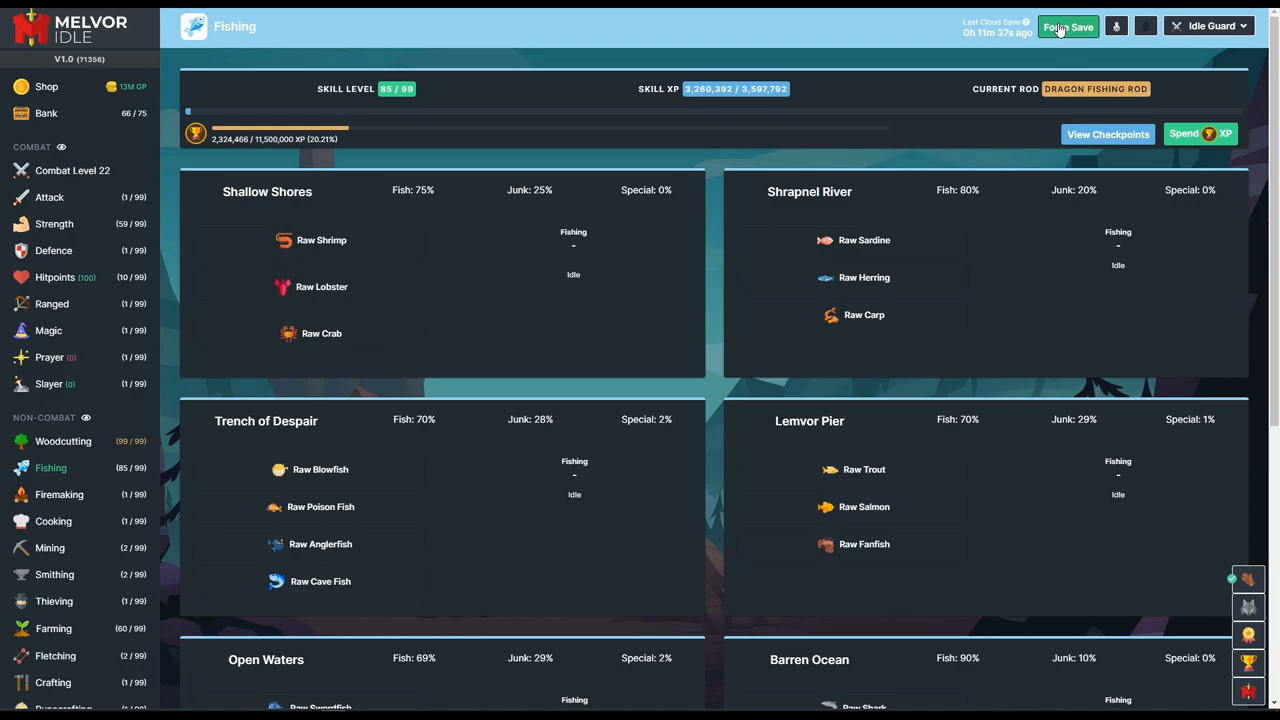 MELVOR
IDLE
Fishing
Last Cloud Save
0h 11m 37s ago
Force Save
Idle Guard
V1.0 (?1356)
Shop
13M GP
Bank
66 / 75
COMBAT
Combat Level 22
Attack (1 / 99)
Strength (59 / 99)
Defence (1 / 99)
Hitpoints (100) (10 / 99)
Ranged (1 / 99)
Magic (1 / 99)
Prayer (0) (1 / 99)
Slayer (0) (1 / 99)
NON-COMBAT
Woodcutting (99 / 99)
Fishing (85 / 99)
Firemaking (1 / 99)
Cooking (1 / 99)
Mining (2 / 99)
Smithing (2 / 99)
Thieving (1 / 99)
Farming (60 / 99)
Fletching (2 / 99)
Crafting (2 / 99)
SKILL LEVEL 85 / 99
SKILL XP 3,260,392 / 3,597,792
CURRENT ROD DRAGON FISHING ROD
2,324,466 / 11,500,000 XP (20.21%)
View Checkpoints
Spend XP
Shallow Shores Fish: 75% Junk: 25% Special: 0%
Raw Shrimp
Raw Lobster
Raw Crab
Fishing
-
Idle
Shrapnel River Fish: 80% Junk: 20% Special: 0%
Raw Sardine
Raw Herring
Raw Carp
Fishing
-
Idle
Trench of Despair Fish: 70% Junk: 28% Special: 2%
Raw Blowfish
Raw Poison Fish
Raw Anglerfish
Raw Cave Fish
Fishing
-
Idle
Lemvor Pier Fish: 70% Junk: 29% Special: 1%
Raw Trout
Raw Salmon
Raw Fanfish
Fishing
-
Idle
Open Waters Fish: 69% Junk: 29% Special: 2%
Raw Swordfish
Fishing
Barren Ocean Fish: 90% Junk: 10% Special: 0%
Raw Shark
Fishing